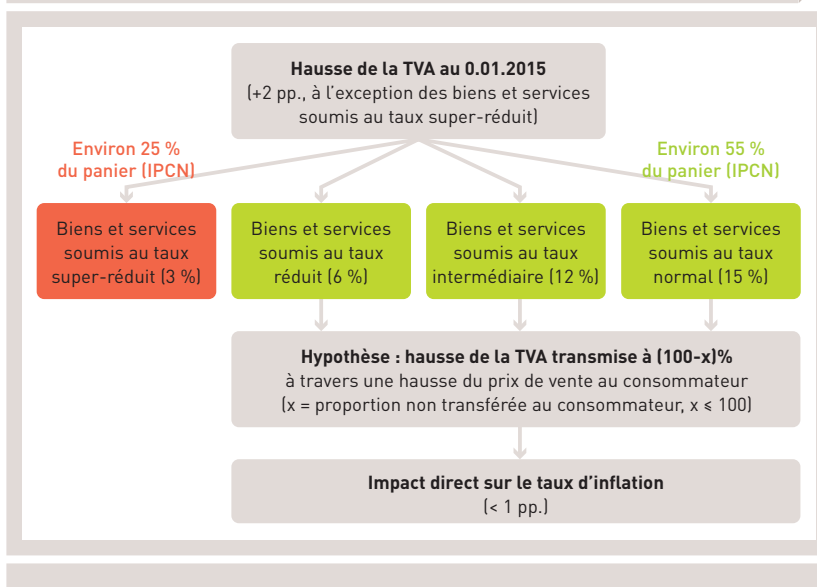 Hausse de la TVA au 0.01.2015
(+2 pp., à l'exception des biens et services
soumis au taux super-réduit)
Environ 25 %
du panier (IPCN)
Environ 55 %
du panier (IPCN)
Biens et services
soumis au taux
super-réduit (3 %)
Biens et services
soumis au taux
réduit (6 %)
Biens et services
soumis au taux
intermédiaire (12 %)
Biens et services
soumis au taux
normal (15 %)
Hypothèse : hausse de la TVA transmise à (100-x)%
à travers une hausse du prix de vente au consommateur
(x = proportion non transférée au consommateur, x ≤ 100)
Impact direct sur le taux d'inflation
(< 1 pp.)